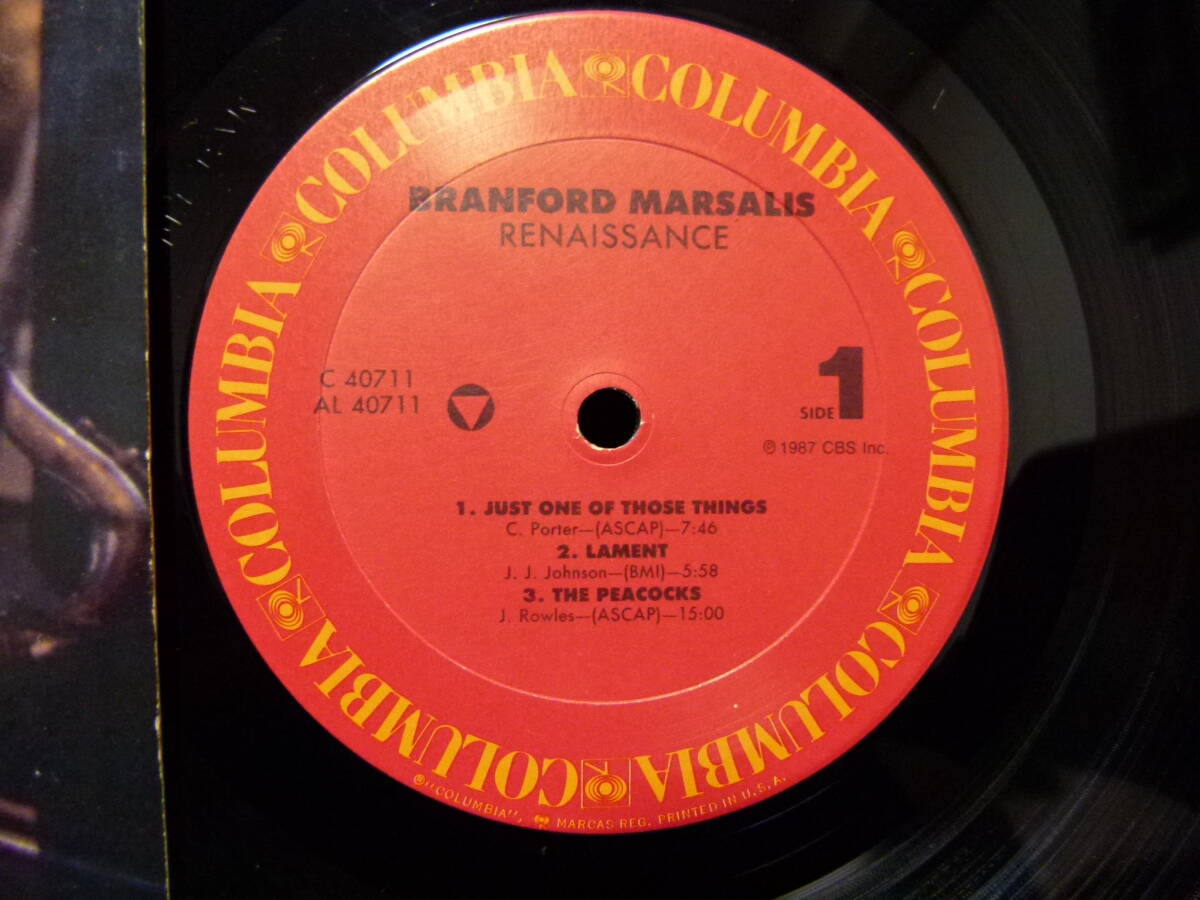 COLUMBIA COLUMBIA COLUMBIA COLUMBIA COLUMBIA COLUMBIA COLUMBIA COLUMBIA
BRANFORD MARSALIS
RENAISSANCE
C 40711
AL 40711
SIDE 1
℗ 1987 CBS Inc.
1. JUST ONE OF THOSE THINGS
C. Porter—(ASCAP)—7:46
2. LAMENT
J. J. Johnson—(BMI)—5:58
3. THE PEACOCKS
J. Rowles—(ASCAP)—15:00
®"COLUMBIA", MARCAS REG. PRINTED IN U.S.A.